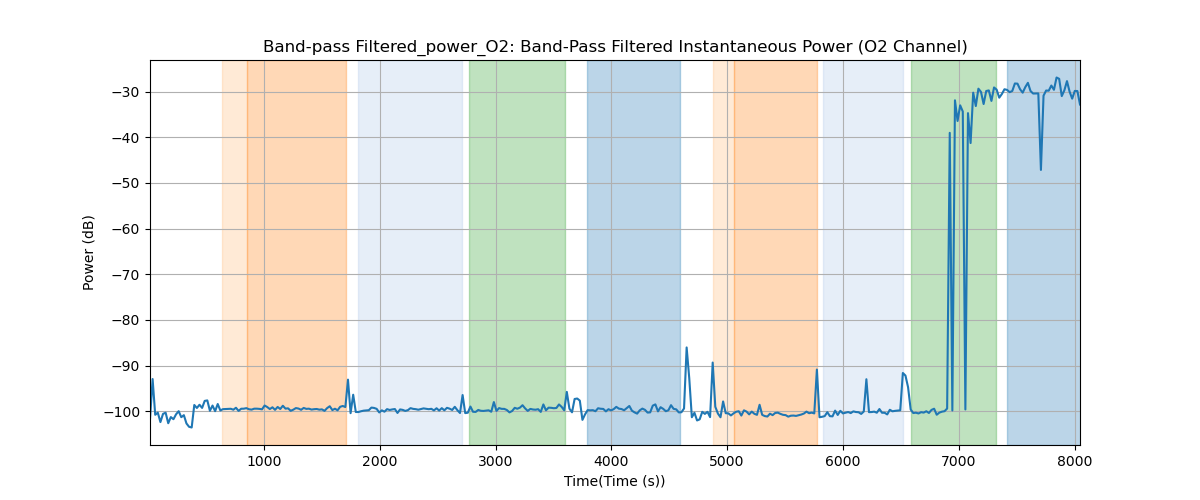 Band-pass Filtered_power_O2: Band-Pass Filtered Instantaneous Power (O2 Channel)
Power (dB)
−30
−40
−50
−60
−70
−80
−90
−100
1000 2000 3000 4000 5000 6000 7000 8000
Time(Time (s))